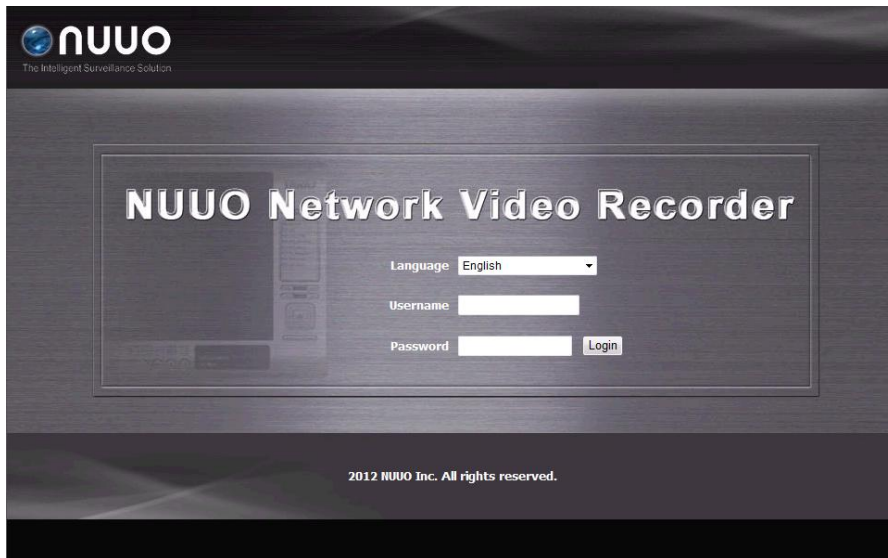 NUUO
The Intelligent Surveillance Solution
NUUO Network Video Recorder
Language English
Username
Password Login
2012 NUUO Inc. All rights reserved.